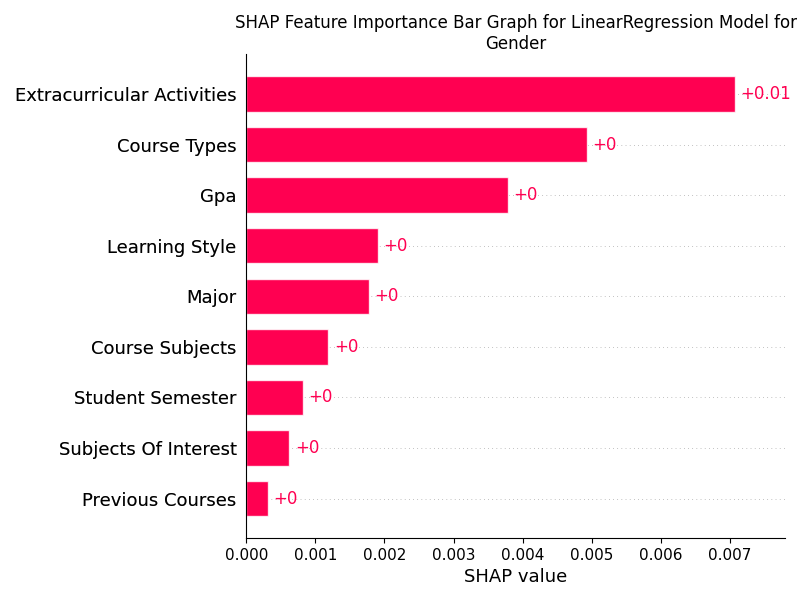 SHAP Feature Importance Bar Graph for LinearRegression Model for
Gender
Extracurricular Activities
+0.01
Course Types
+0
Gpa
+0
Learning Style
+0
Major
+0
Course Subjects
+0
Student Semester
+0
Subjects Of Interest
+0
Previous Courses
+0
0.000 0.001 0.002 0.003 0.004 0.005 0.006 0.007
SHAP value